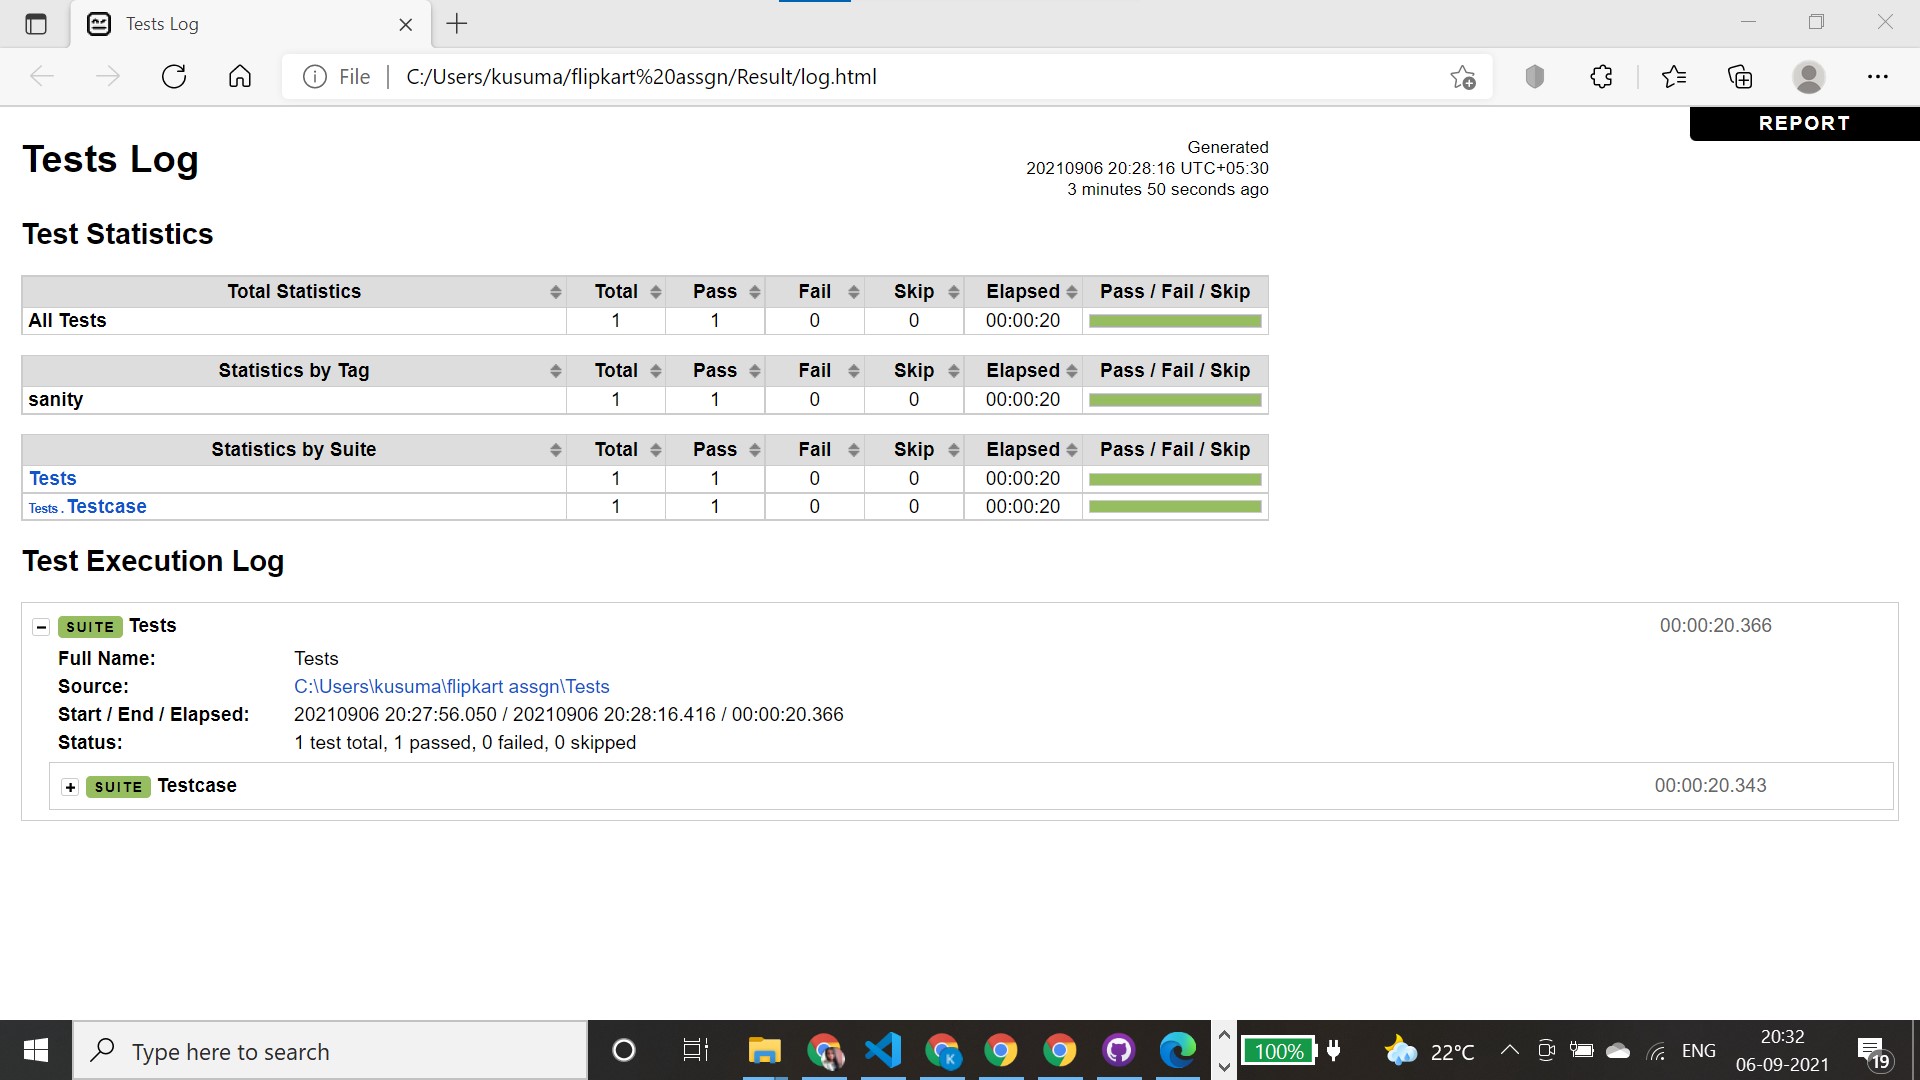 Tests Log
File
C:/Users/kusuma/flipkart%20assgn/Result/log.html
REPORT
Tests Log
Generated
20210906 20:28:16 UTC+05:30
3 minutes 50 seconds ago
Test Statistics
Total Statistics Total Pass Fail Skip Elapsed Pass / Fail / Skip
All Tests 1 1 0 0 00:00:20
Statistics by Tag Total Pass Fail Skip Elapsed Pass / Fail / Skip
sanity 1 1 0 0 00:00:20
Statistics by Suite Total Pass Fail Skip Elapsed Pass / Fail / Skip
Tests 1 1 0 0 00:00:20
Tests . Testcase 1 1 0 0 00:00:20
Test Execution Log
SUITE Tests 00:00:20.366
Full Name: Tests
Source: C:\Users\kusuma\flipkart assgn\Tests
Start / End / Elapsed: 20210906 20:27:56.050 / 20210906 20:28:16.416 / 00:00:20.366
Status: 1 test total, 1 passed, 0 failed, 0 skipped
SUITE Testcase 00:00:20.343
Type here to search
K
100%
22°C
ENG
20:32
06-09-2021
19